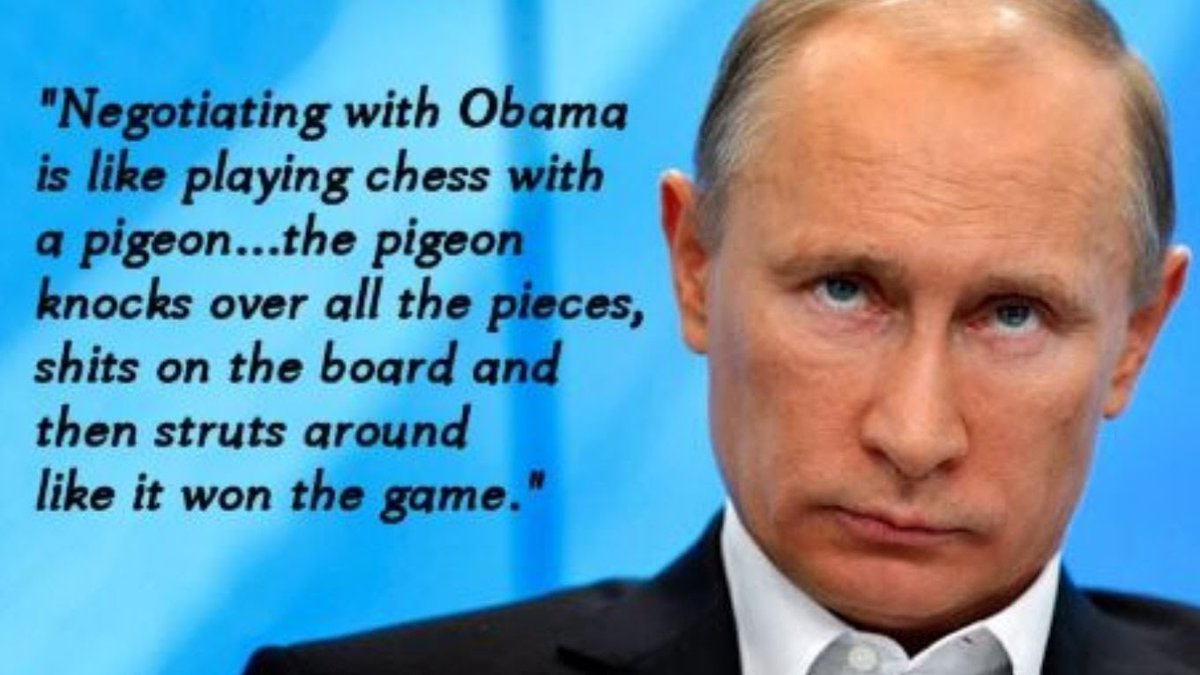 "Negotiating with Obama
is like playing chess with
a pigeon...the pigeon
knocks over all the pieces,
shits on the board and
then struts around
like it won the game."